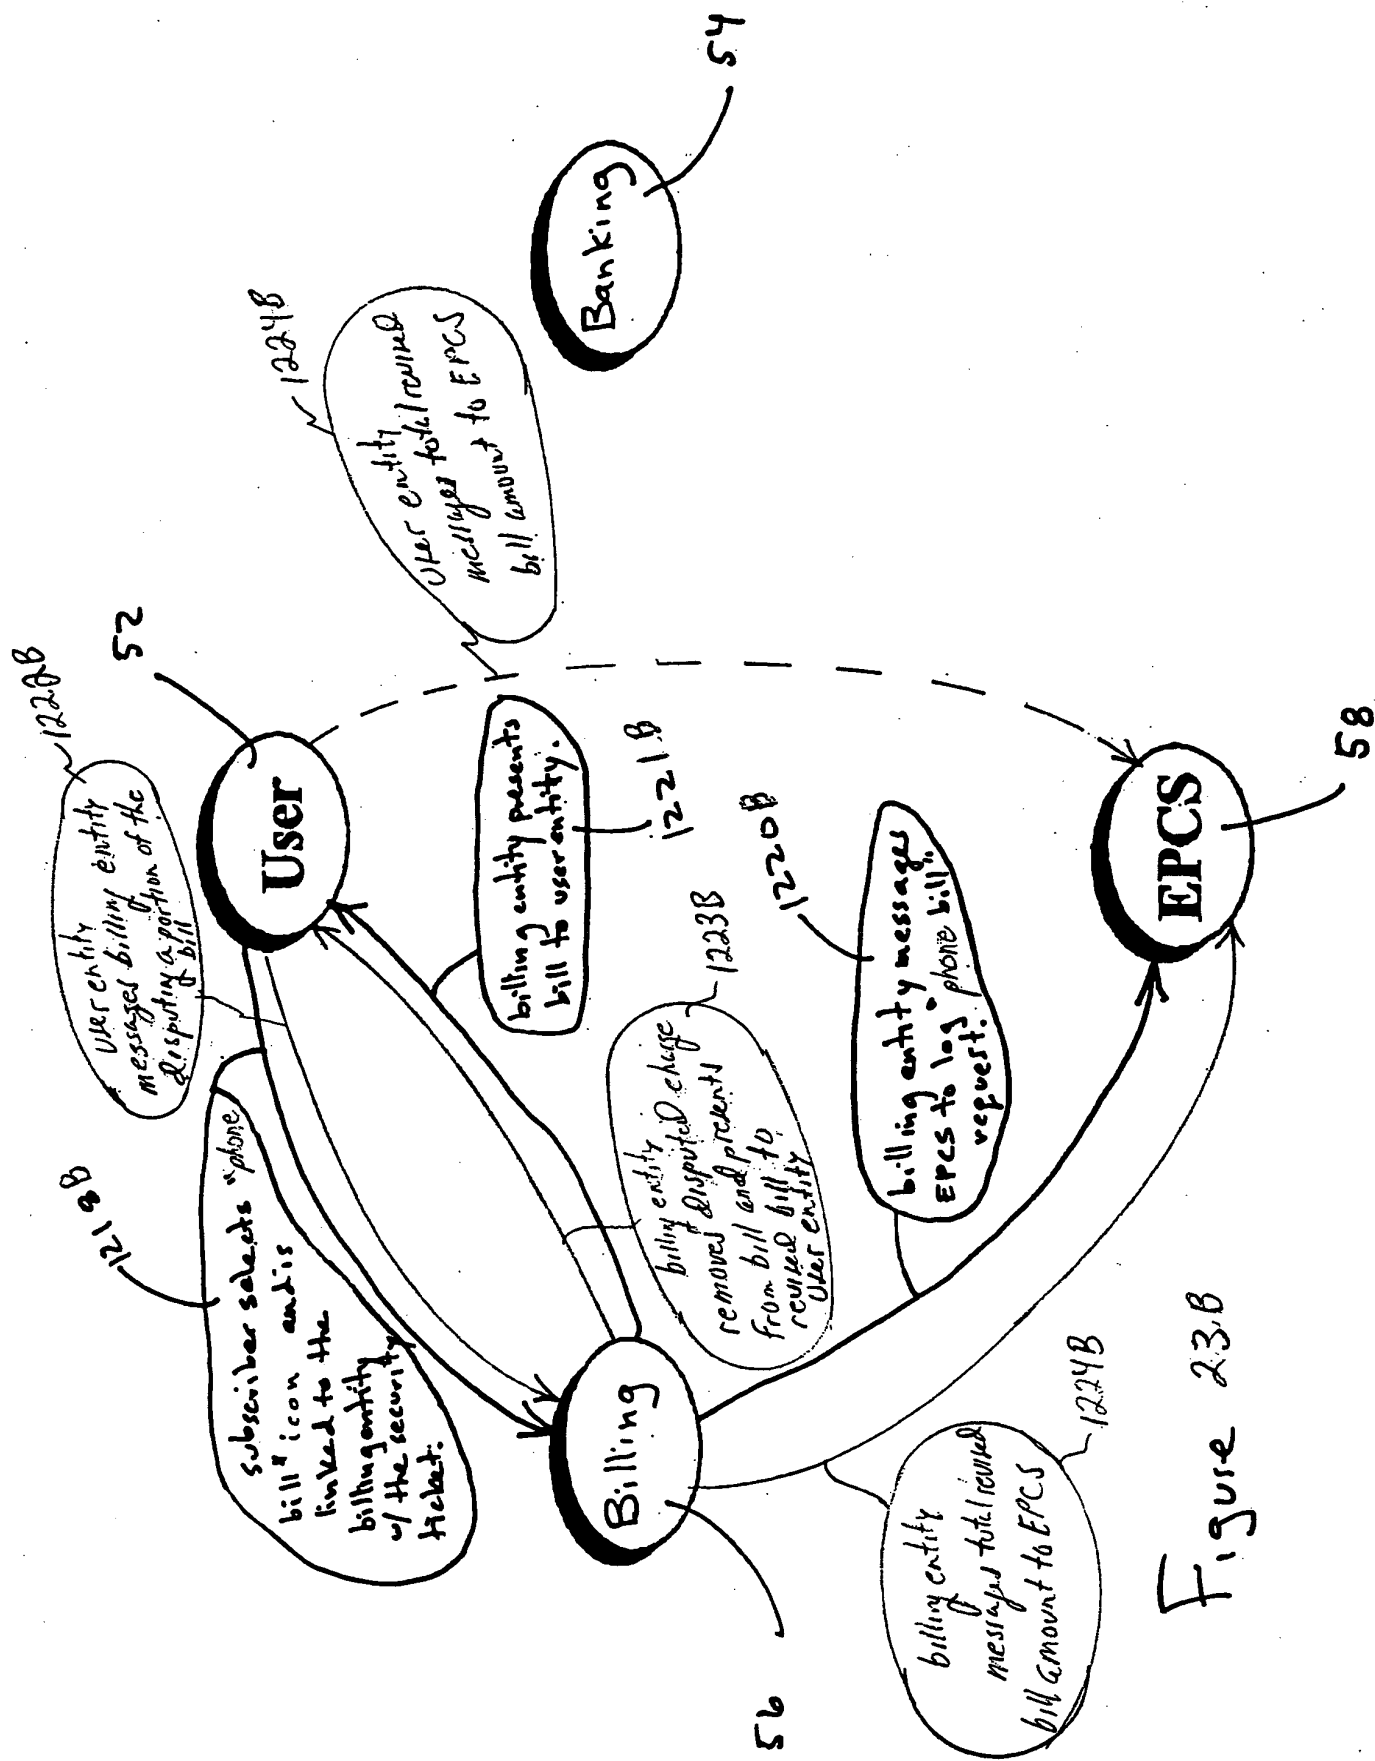 1222B
User entity
messages billing entity
disputing a portion of the
bill
52
User
1218B
subscriber selects "phone
bill" icon and is
linked to the
billing entity
w/ the security
ticket.
1224B
User entity
messages total revised
bill amount to EPCS
54
Banking
billing entity presents
bill to user entity.
1221B
1223B
billing entity
removes disputed charge
from bill and presents
revised bill to
User entity
1220B
billing entity messages
EPCS to log "phone bill"
request.
56
Billing
EPCS
58
billing entity
messages total revised
bill amount to EPCS
1224B
Figure 23B